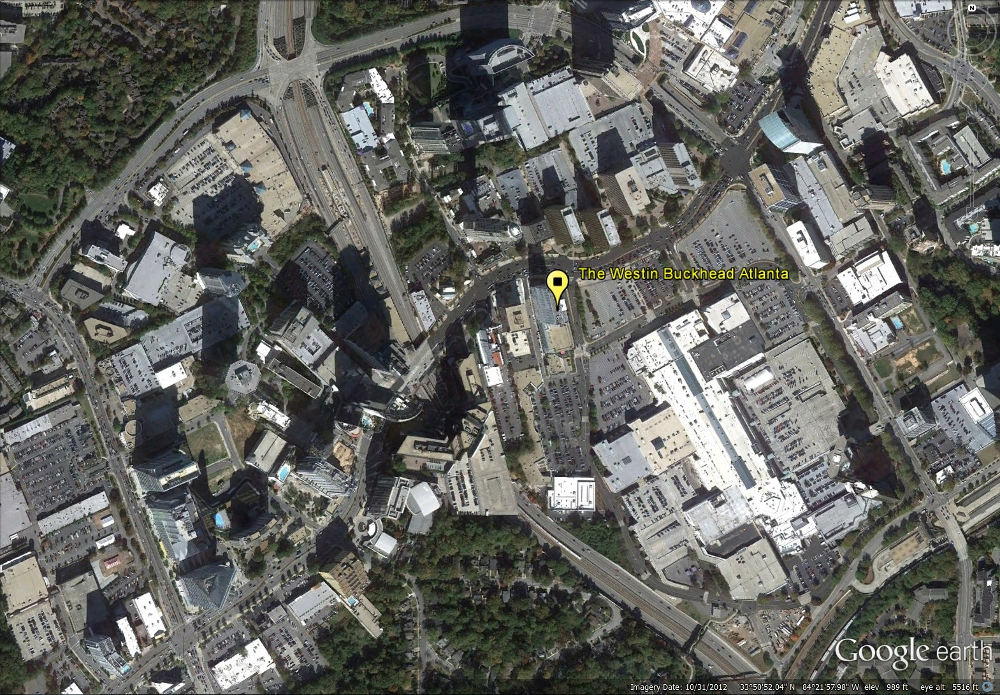 N
The Westin Buckhead Atlanta
Google earth
Imagery Date: 10/31/2012 33°50'52.04" N 84°21'57.98" W elev 989 ft eye alt 5516 ft